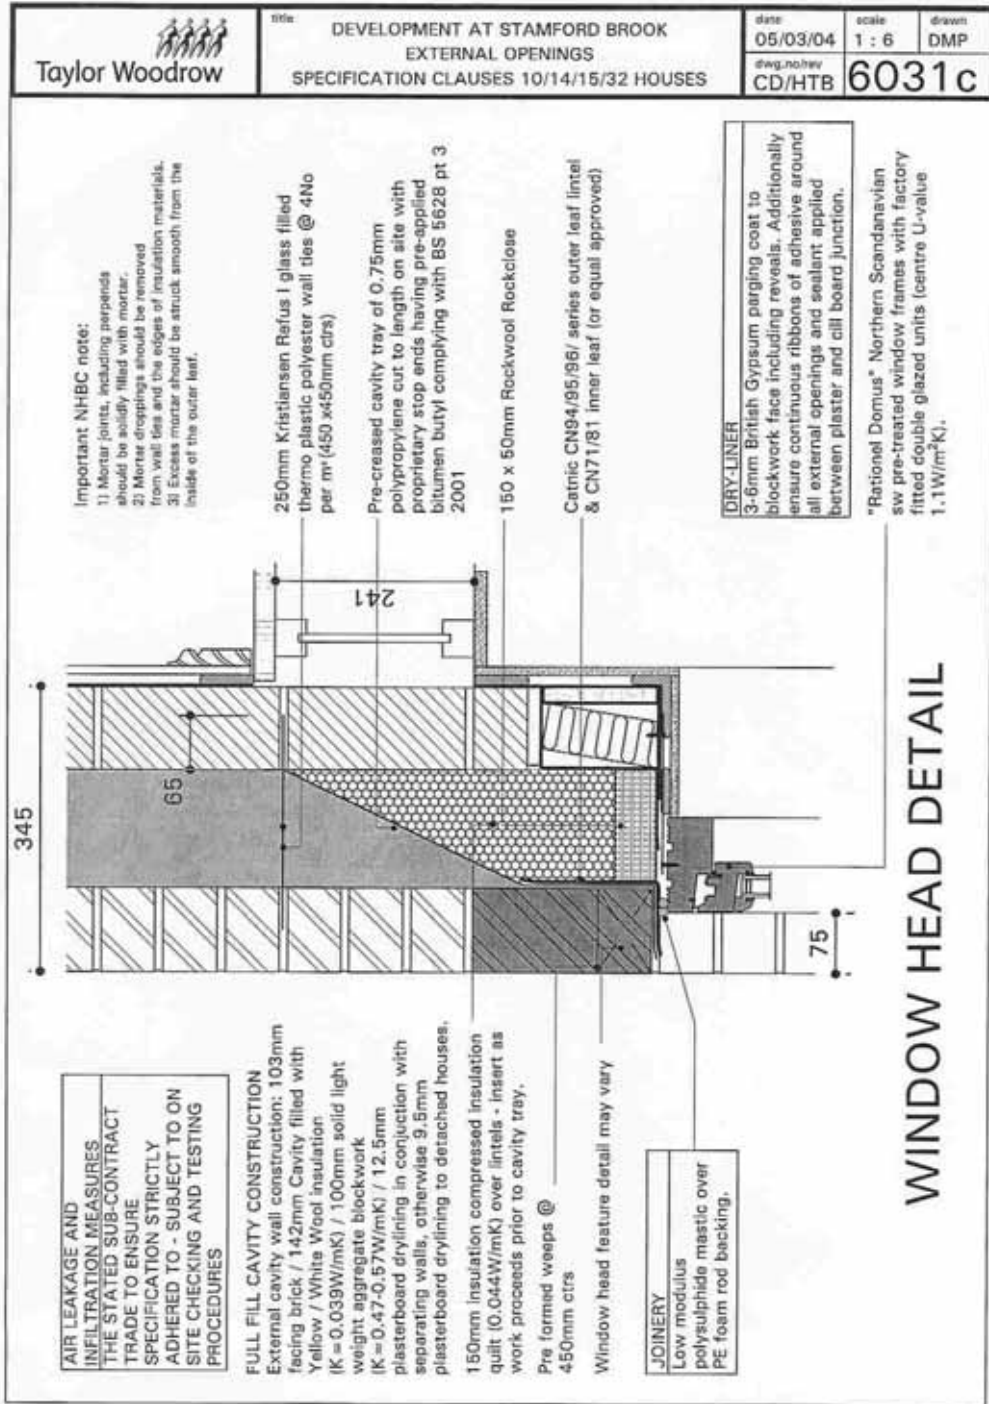 Taylor Woodrow
title
DEVELOPMENT AT STAMFORD BROOK
EXTERNAL OPENINGS
SPECIFICATION CLAUSES 10/14/15/32 HOUSES
date
05/03/04
scale
1 : 6
drawn
DMP
dwg.no/rev
CD/HTB
6031c
AIR LEAKAGE AND
INFILTRATION MEASURES
THE STATED SUB-CONTRACT
TRADE TO ENSURE
SPECIFICATION STRICTLY
ADHERED TO - SUBJECT TO ON
SITE CHECKING AND TESTING
PROCEDURES
FULL FILL CAVITY CONSTRUCTION
External cavity wall construction: 103mm
facing brick / 142mm Cavity filled with
Yellow / White Wool insulation
(K = 0.039W/mK) / 100mm solid light
weight aggregate blockwork
(K = 0.47-0.57W/mK) / 12.5mm
plasterboard drylining in conjuction with
separating walls, otherwise 9.5mm
plasterboard drylining to detached houses.
150mm insulation compressed insulation
quilt (0.044W/mK) over lintels - insert as
work proceeds prior to cavity tray.
Pre formed weeps @
450mm ctrs
Window head feature detail may vary
JOINERY
Low modulus
polysulphide mastic over
PE foam rod backing.
345
65
241
75
Important NHBC note:
1) Mortar joints, including perpends
should be solidly filled with mortar.
2) Mortar droppings should be removed
from wall ties and the edges of insulation materials.
3) Excess mortar should be struck smooth from the
inside of the outer leaf.
250mm Kristiansen Refus I glass filled
thermo plastic polyester wall ties @ 4No
per m² (450 x450mm ctrs)
Pre-creased cavity tray of 0.75mm
polypropylene cut to length on site with
proprietary stop ends having pre-applied
bitumen butyl complying with BS 5628 pt 3
2001
150 x 50mm Rockwool Rockclose
Catnic CN94/95/96/ series outer leaf lintel
& CN71/81 inner leaf (or equal approved)
DRY-LINER
3-6mm British Gypsum parging coat to
blockwork face including reveals. Additionally
ensure continuous ribbons of adhesive around
all external openings and sealant applied
between plaster and cill board junction.
"Rationel Domus" Northern Scandanavian
sw pre-treated window frames with factory
fitted double glazed units (centre U-value
1.1W/m²K).
WINDOW HEAD DETAIL